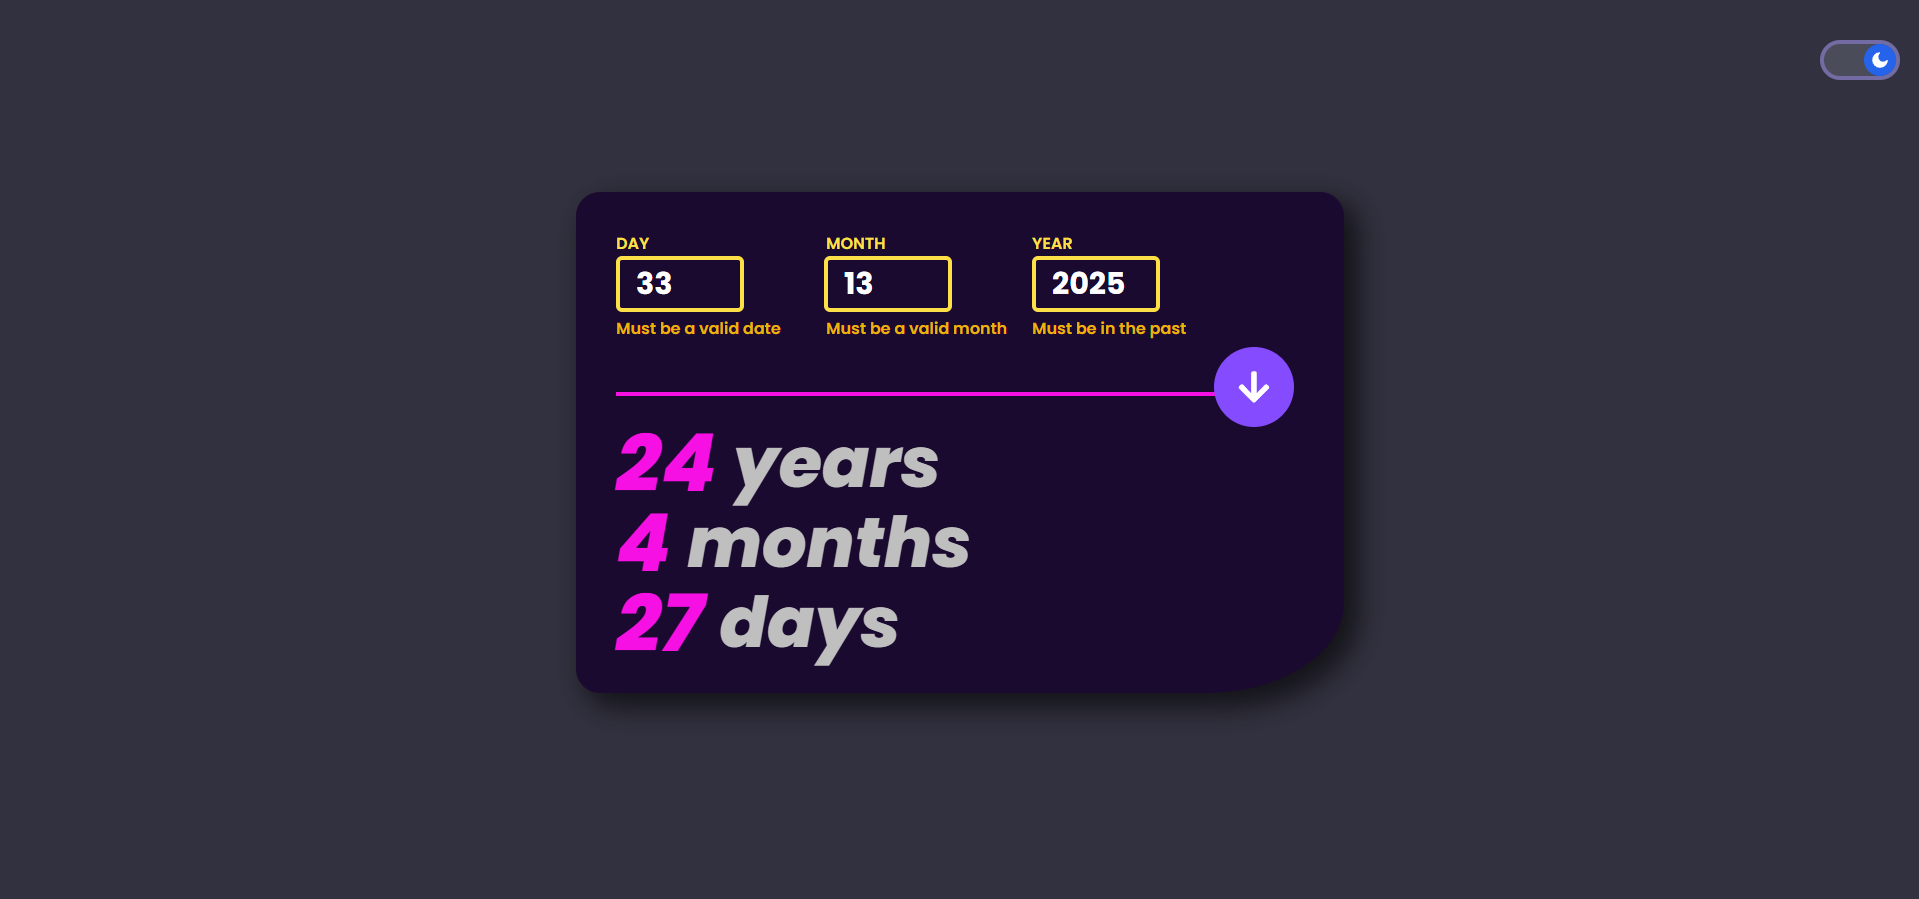 DAY MONTH YEAR
33 13 2025
Must be a valid date Must be a valid month Must be in the past
24 years
4 months
27 days